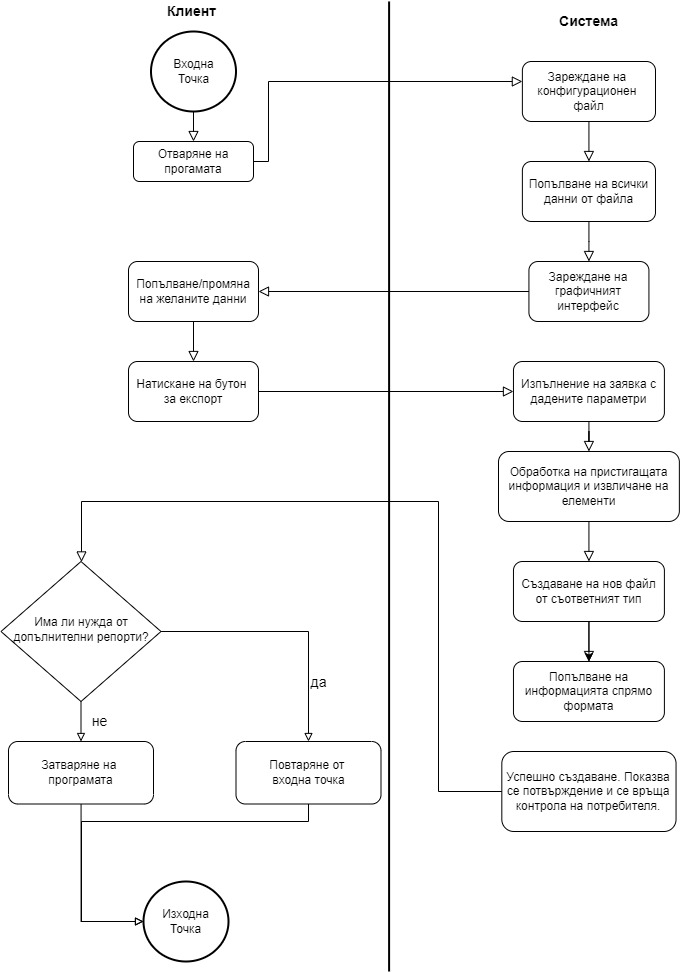 Клиент
Система
Входна
Точка
Отваряне на
прогамата
Зареждане на
конфигурационен
файл
Попълване на всички
данни от файла
Зареждане на
графичният
интерфейс
Попълване/промяна
на желаните данни
Натискане на бутон
за експорт
Изпълнение на заявка с
дадените параметри
Обработка на пристигащата
информация и извличане на
елементи
Създаване на нов файл
от съответният тип
Попълване на
информацията спрямо
формата
Успешно създаване. Показва
се потвърждение и се връща
контрола на потребителя.
Има ли нужда от
допълнителни репорти?
да
не
Затваряне на
програмата
Повтаряне от
входна точка
Изходна
Точка